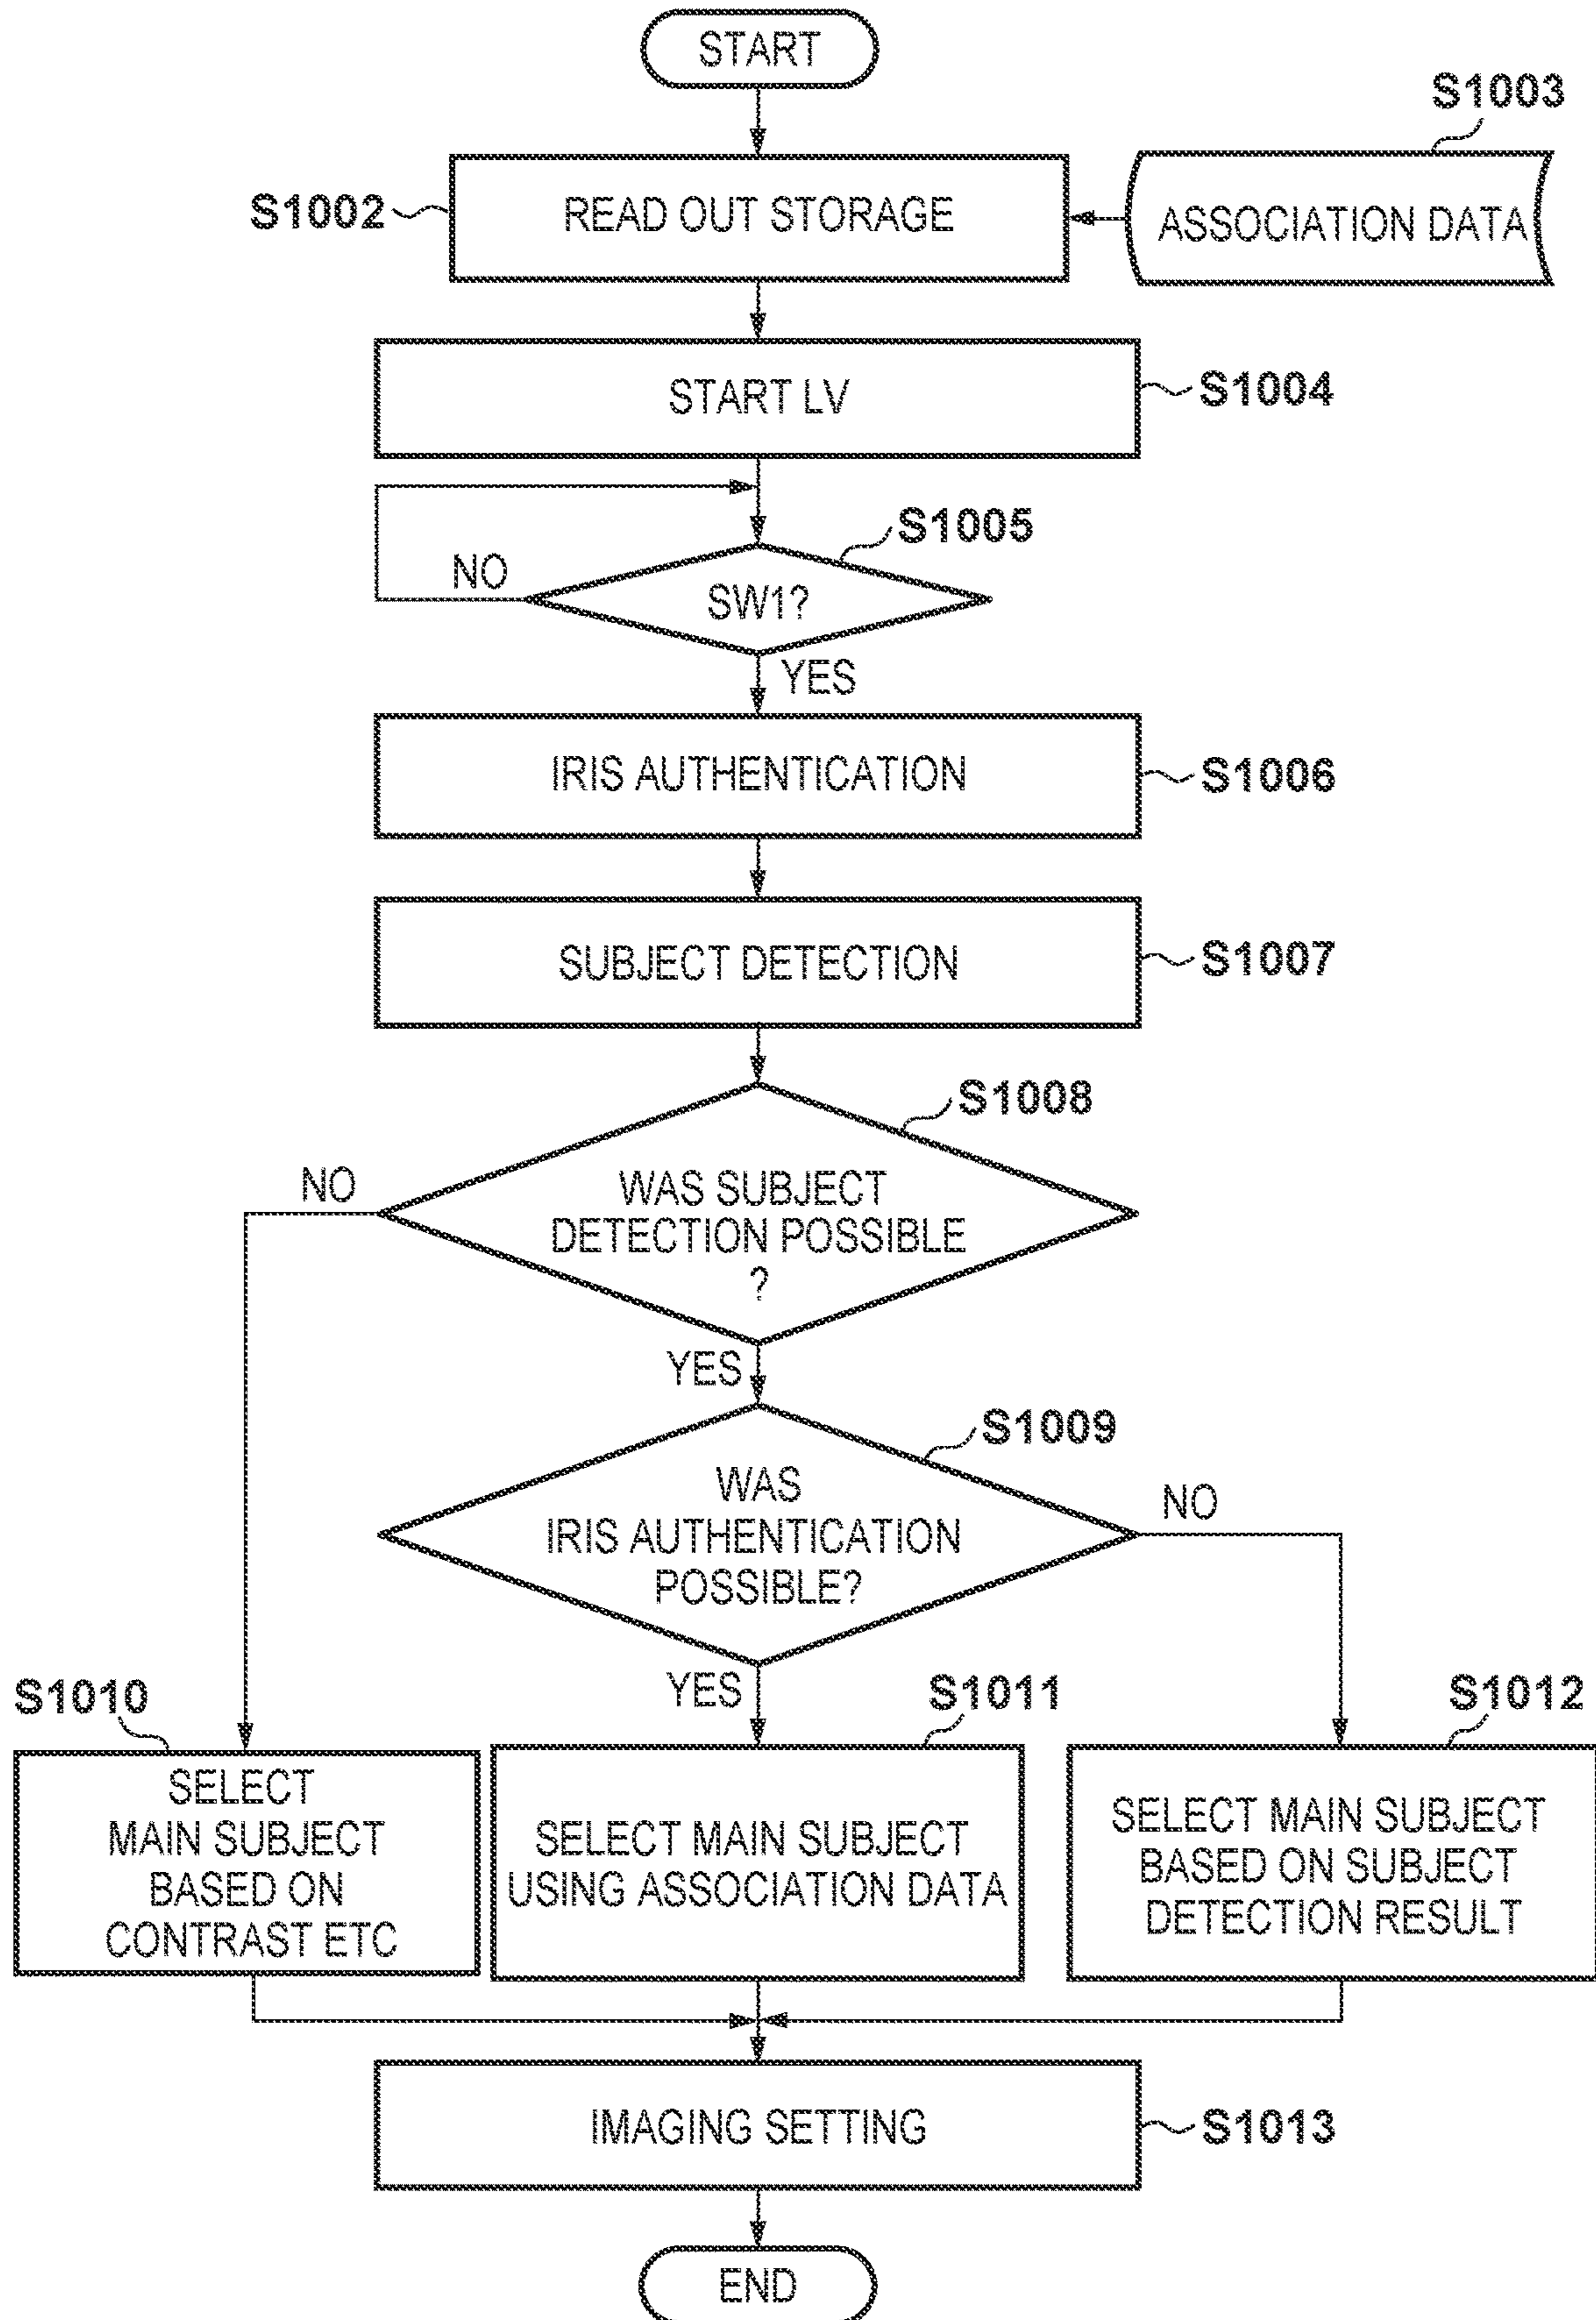 START
S1003
S1002
READ OUT STORAGE
ASSOCIATION DATA
START LV
S1004
S1005
NO
SW1?
YES
IRIS AUTHENTICATION
S1006
SUBJECT DETECTION
S1007
S1008
NO
WAS SUBJECT
DETECTION POSSIBLE
?
YES
S1009
WAS
IRIS AUTHENTICATION
POSSIBLE?
NO
YES
S1010
SELECT
MAIN SUBJECT
BASED ON
CONTRAST ETC
S1011
SELECT MAIN SUBJECT
USING ASSOCIATION DATA
S1012
SELECT MAIN SUBJECT
BASED ON SUBJECT
DETECTION RESULT
IMAGING SETTING
S1013
END